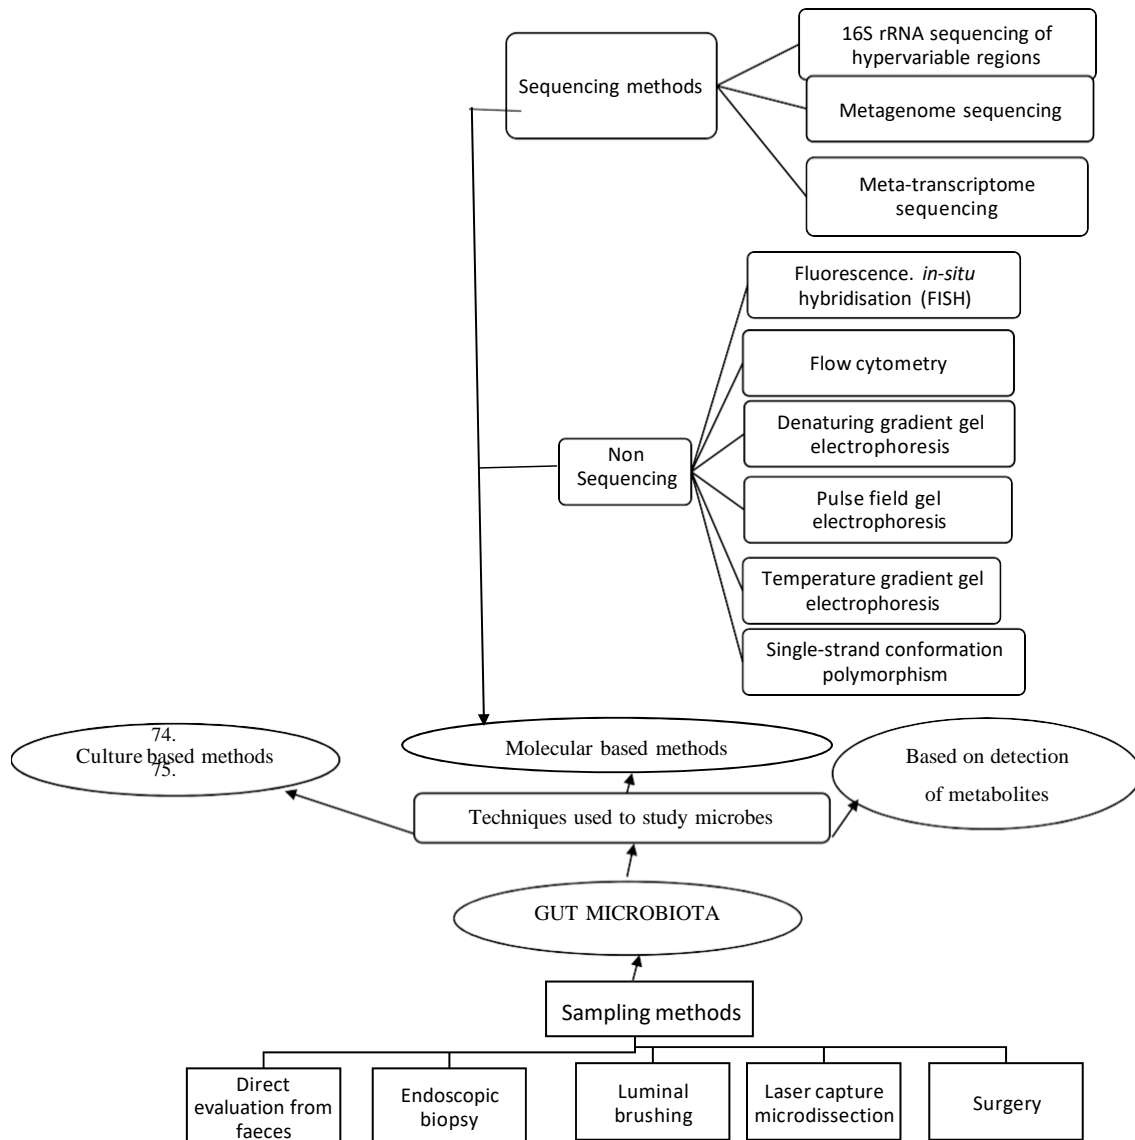 16S rRNA sequencing of
hypervariable regions
Sequencing methods
Metagenome sequencing
Meta-transcriptome
sequencing
Fluorescence. in-situ
hybridisation (FISH)
Flow cytometry
Denaturing gradient gel
electrophoresis
Non
Sequencing
Pulse field gel
electrophoresis
Temperature gradient gel
electrophoresis
Single-strand conformation
polymorphism
74.
Culture based methods
75.
Molecular based methods
Based on detection
of metabolites
Techniques used to study microbes
GUT MICROBIOTA
Sampling methods
Direct
evaluation from
faeces
Endoscopic
biopsy
Luminal
brushing
Laser capture
microdissection
Surgery